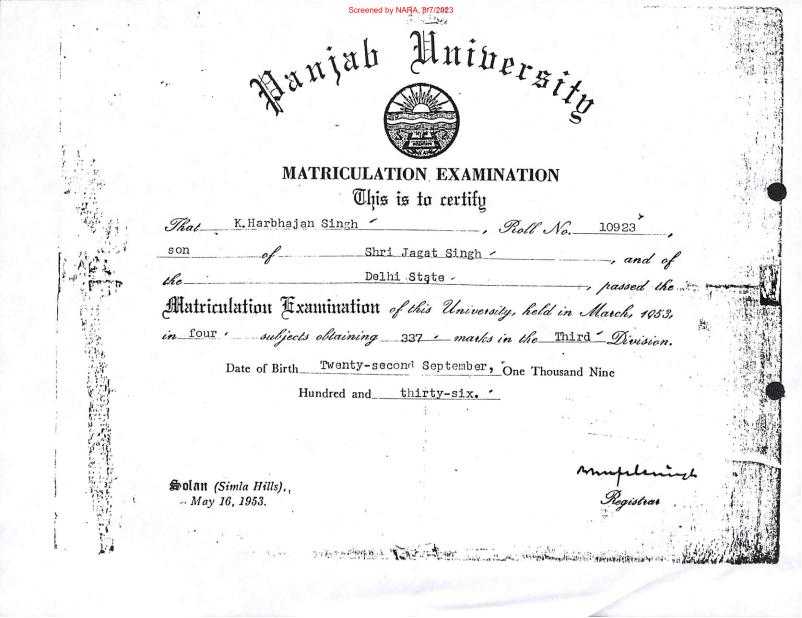 Screened by NARA, 8/7/2023
Panjab University
MATRICULATION EXAMINATION
This is to certify
That K.Harbhajan Singh, Roll No. 10923,
son of Shri Jagat Singh, and of
the Delhi State, passed the
Matriculation Examination of this University, held in March, 1953,
in four subjects obtaining 337 marks in the Third Division.
Date of Birth Twenty-second September, One Thousand Nine
Hundred and thirty-six.
Solan (Simla Hills),
May 16, 1953.
Registrar